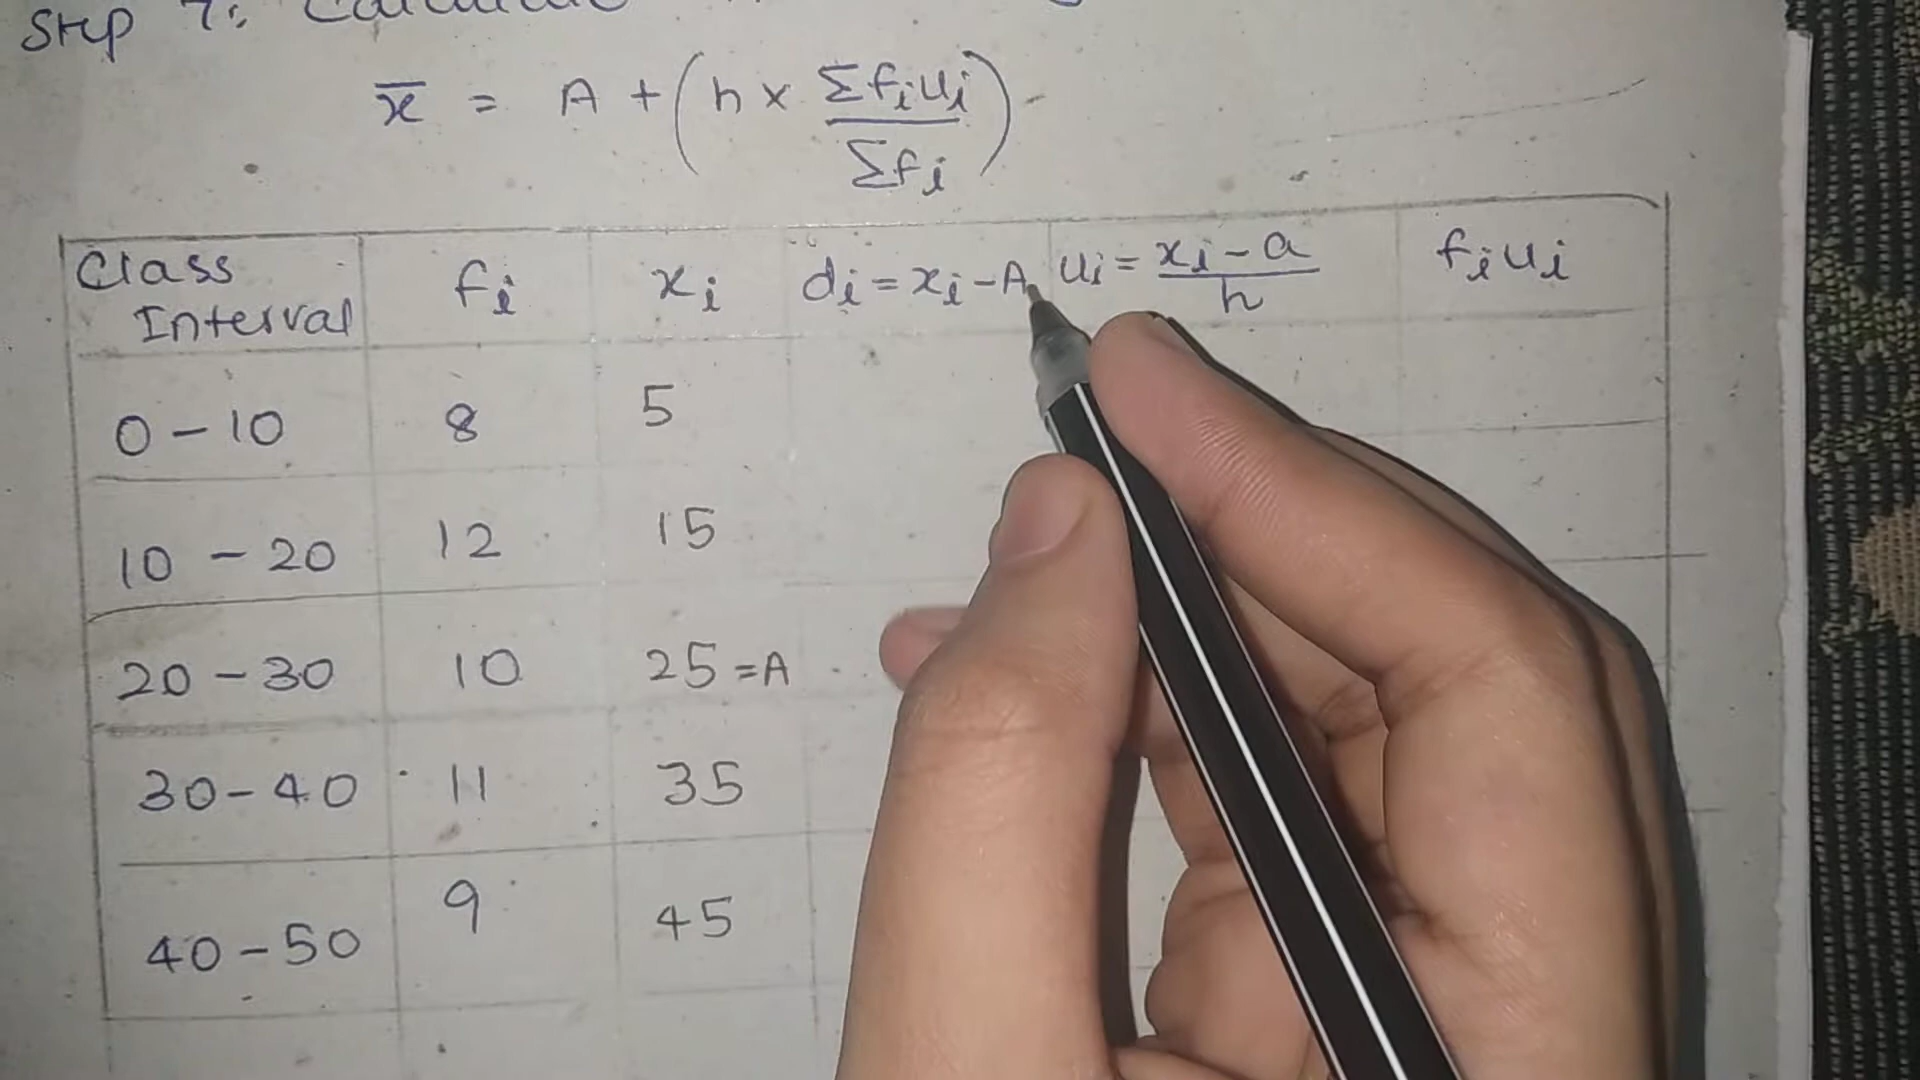 Step 7:
x̄ = A + (h × Σfᵢuᵢ / Σfᵢ)
Class Interval fᵢ xᵢ dᵢ = xᵢ - A uᵢ = xᵢ - a / h fᵢuᵢ
0 - 10 8 5
10 - 20 12 15
20 - 30 10 25 = A
30 - 40 11 35
40 - 50 9 45